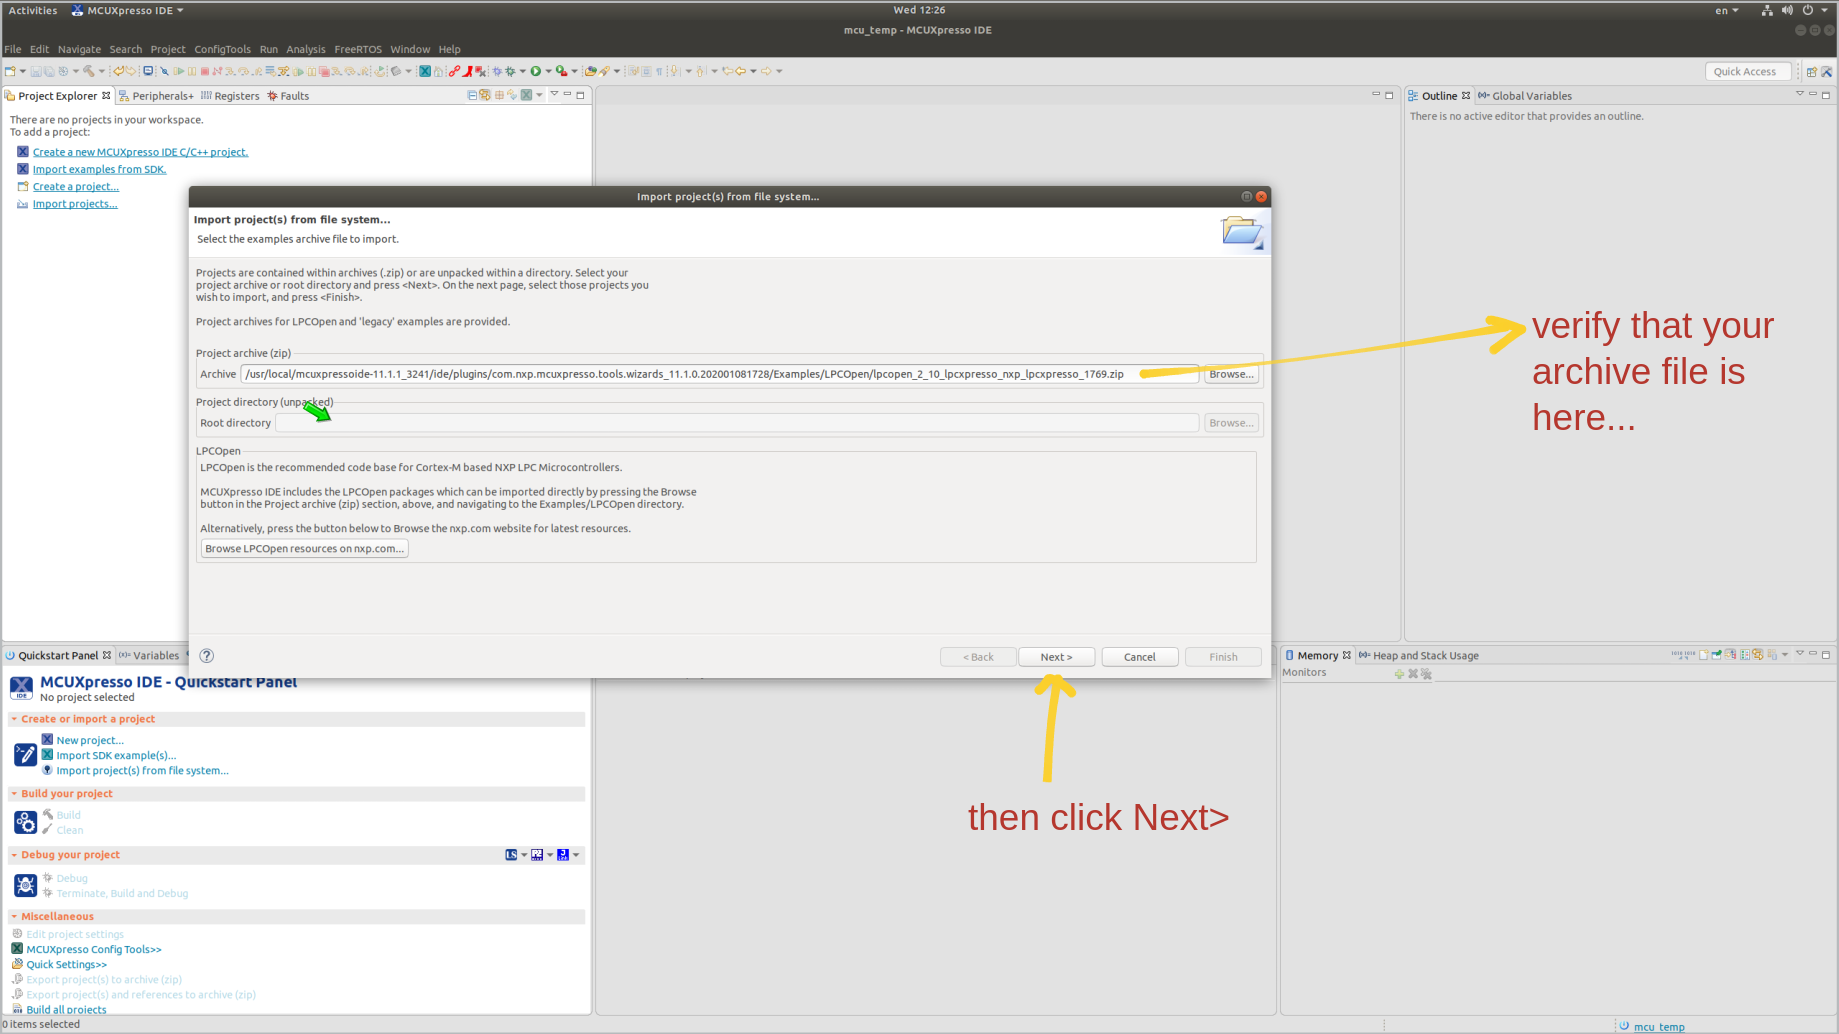 Activities MCUXpresso IDE Wed 12:26 en
mcu_temp - MCUXpresso IDE
File Edit Navigate Search Project ConfigTools Run Analysis FreeRTOS Window Help
Quick Access
Project Explorer Peripherals+ Registers Faults
Outline Global Variables
There are no projects in your workspace.
To add a project:
Create a new MCUXpresso IDE C/C++ project.
Import examples from SDK.
Create a project...
Import projects...
There is no active editor that provides an outline.
Import project(s) from file system...
Import project(s) from file system...
Select the examples archive file to import.
Projects are contained within archives (.zip) or are unpacked within a directory. Select your
project archive or root directory and press <Next>. On the next page, select those projects you
wish to import, and press <Finish>.
Project archives for LPCOpen and 'legacy' examples are provided.
Project archive (zip)
Archive /usr/local/mcuxpressoide-11.1.1_3241/ide/plugins/com.nxp.mcuxpresso.tools.wizards_11.1.0.202001081728/Examples/LPCOpen/lpcopen_2_10_lpcxpresso_nxp_lpcxpresso_1769.zip Browse...
Project directory (unpacked)
Root directory Browse...
LPCOpen
LPCOpen is the recommended code base for Cortex-M based NXP LPC Microcontrollers.
MCUXpresso IDE includes the LPCOpen packages which can be imported directly by pressing the Browse
button in the Project archive (zip) section, above, and navigating to the Examples/LPCOpen directory.
Alternatively, press the button below to Browse the nxp.com website for latest resources.
Browse LPCOpen resources on nxp.com...
< Back Next > Cancel Finish
verify that your
archive file is
here...
then click Next>
Quickstart Panel (x)= Variables
MCUXpresso IDE - Quickstart Panel
No project selected
Create or import a project
New project...
Import SDK example(s)...
Import project(s) from file system...
Build your project
Build
Clean
Debug your project
LS
Debug
Terminate, Build and Debug
Miscellaneous
Edit project settings
MCUXpresso Config Tools>>
Quick Settings>>
Export project(s) to archive (zip)
Export project(s) and references to archive (zip)
Build all projects
Memory Heap and Stack Usage
Monitors
0 items selected
mcu_temp